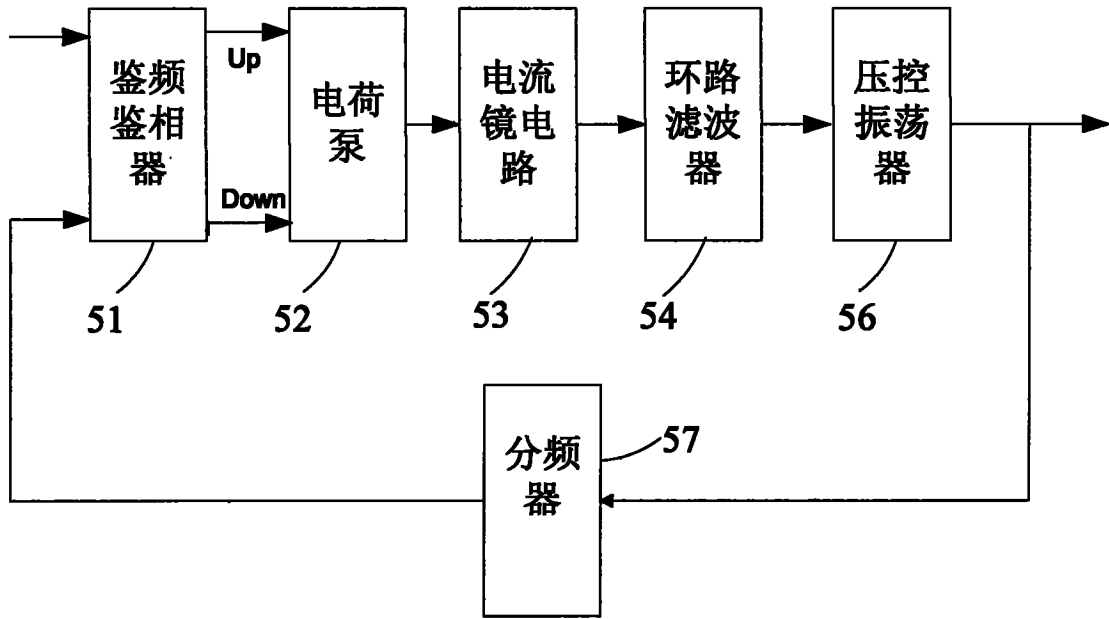 鉴频
鉴相
器
Up
Down
电荷
泵
电流
镜电
路
环路
滤波
器
压控
振荡
器
51
52
53
54
56
分频
器
57